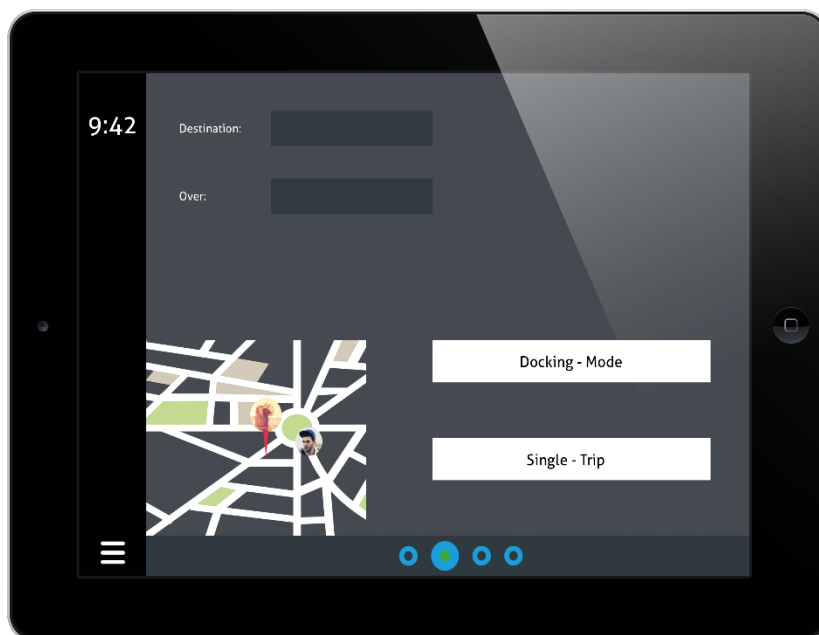 9:42
Destination:
Over:
Docking - Mode
Single - Trip